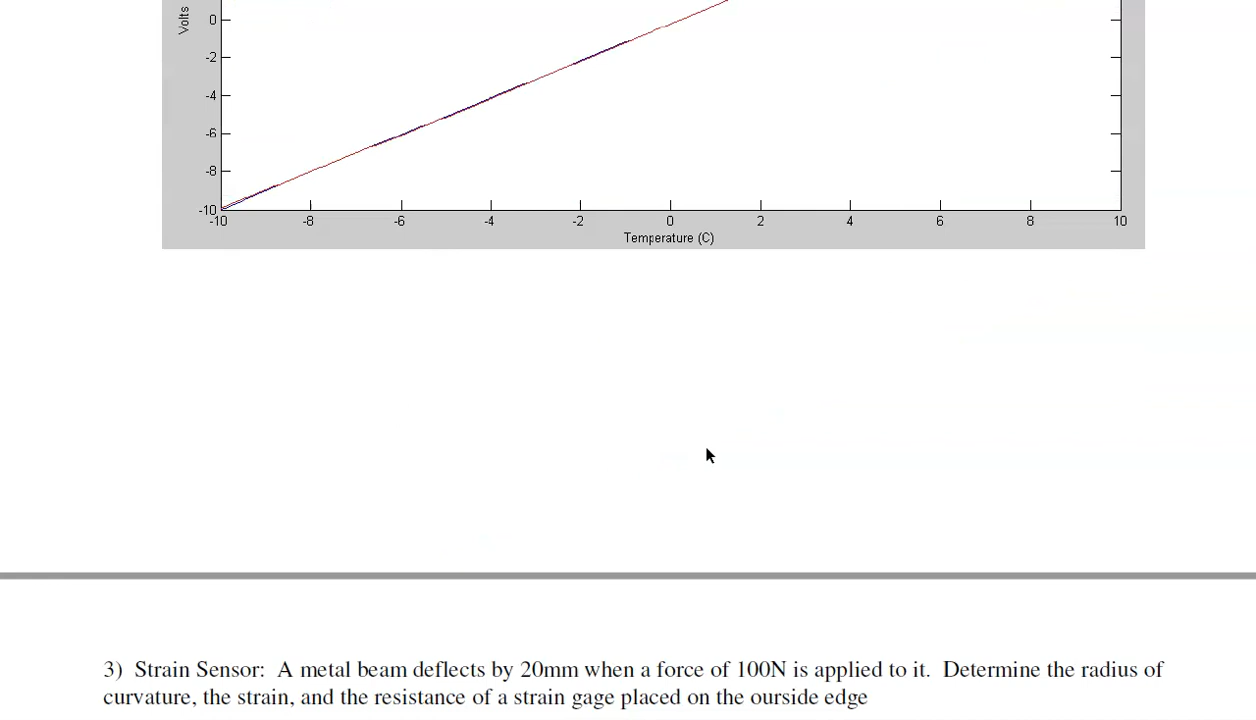 Volts
0
-2
-4
-6
-8
-10
-10 -8 -6 -4 -2 0 2 4 6 8 10
Temperature (C)
3) Strain Sensor: A metal beam deflects by 20mm when a force of 100N is applied to it. Determine the radius of
curvature, the strain, and the resistance of a strain gage placed on the ourside edge